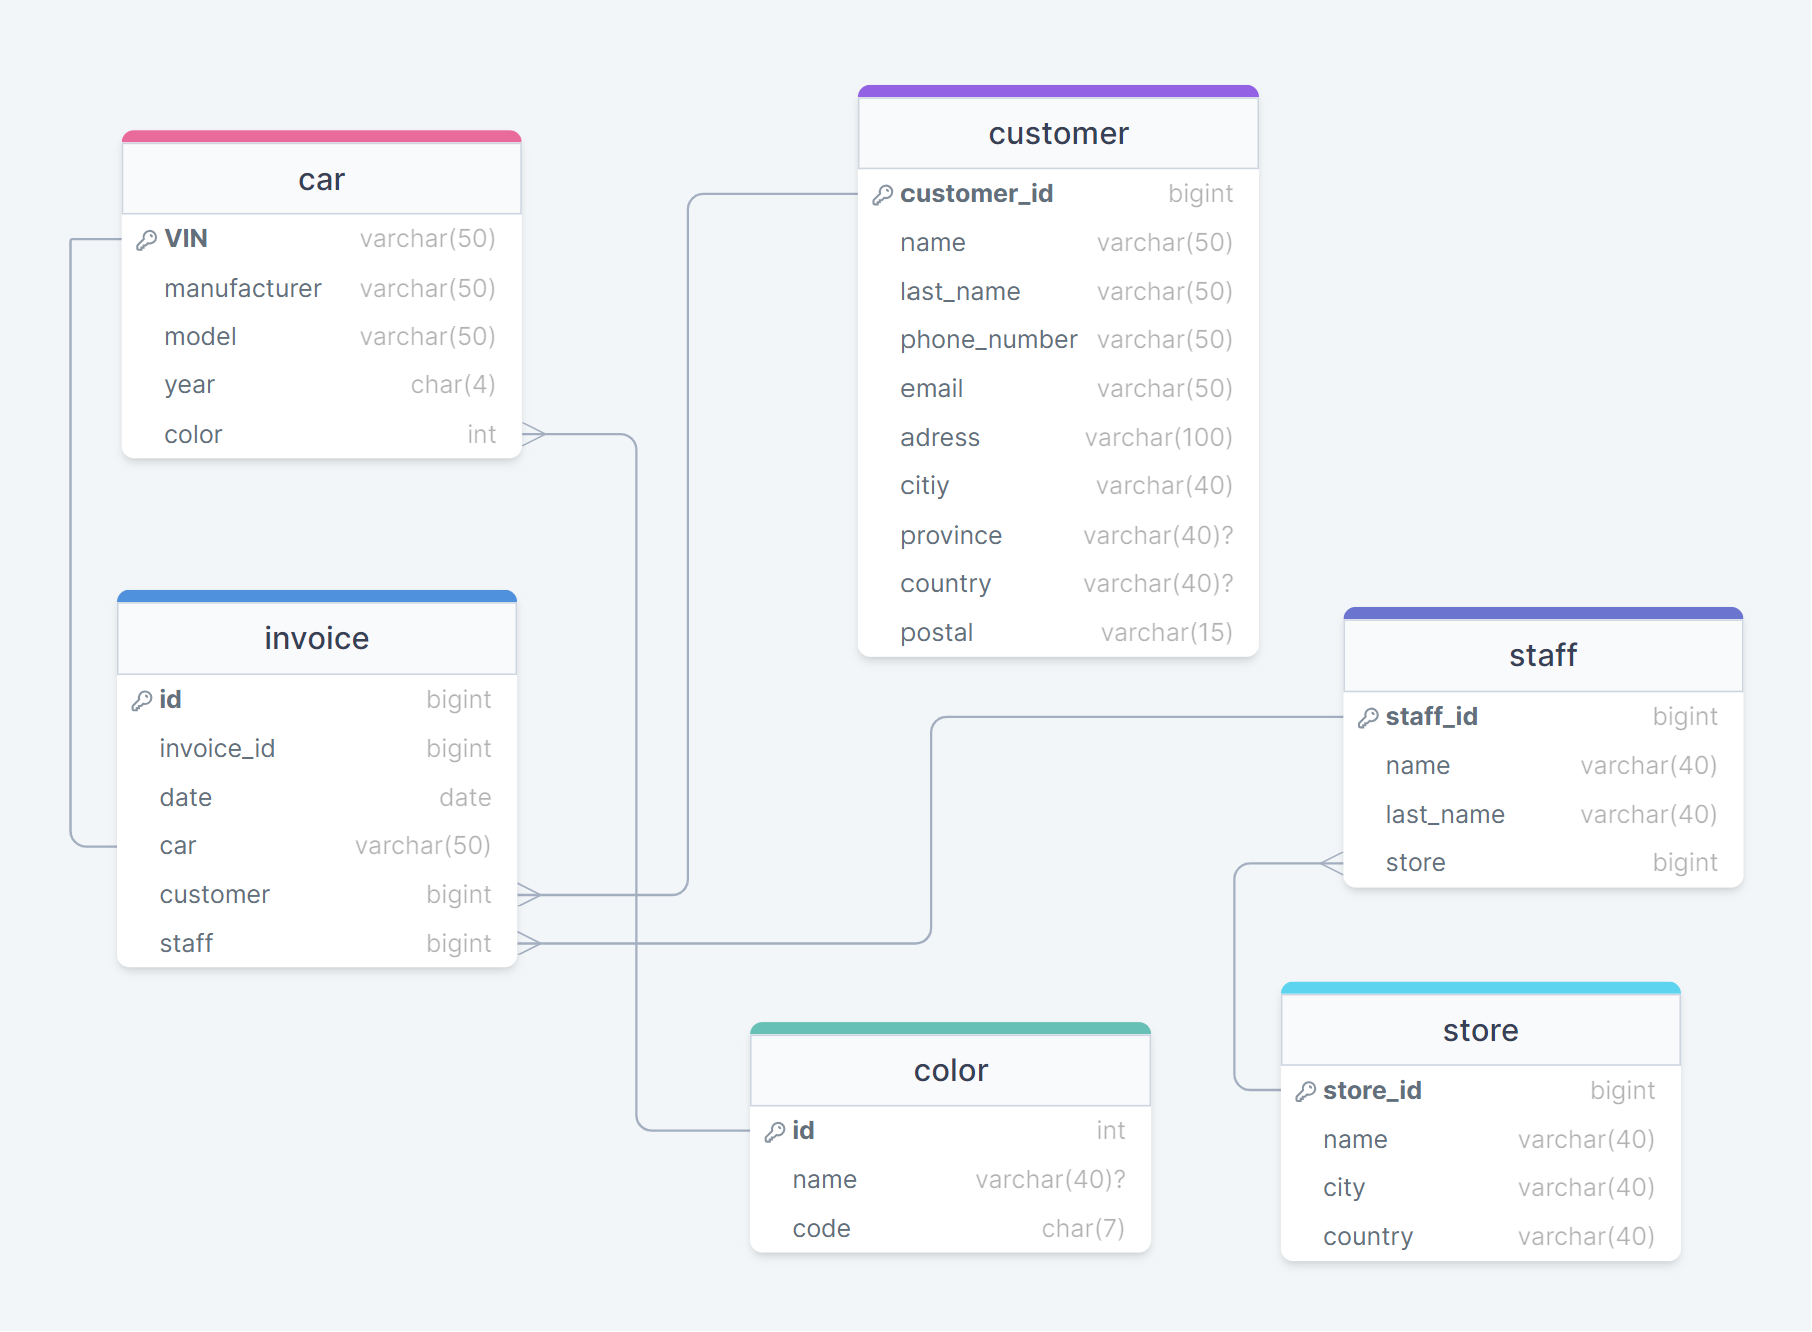 car
VIN varchar(50)
manufacturer varchar(50)
model varchar(50)
year char(4)
color int
customer
customer_id bigint
name varchar(50)
last_name varchar(50)
phone_number varchar(50)
email varchar(50)
adress varchar(100)
citiy varchar(40)
province varchar(40)?
country varchar(40)?
postal varchar(15)
invoice
id bigint
invoice_id bigint
date date
car varchar(50)
customer bigint
staff bigint
staff
staff_id bigint
name varchar(40)
last_name varchar(40)
store bigint
color
id int
name varchar(40)?
code char(7)
store
store_id bigint
name varchar(40)
city varchar(40)
country varchar(40)